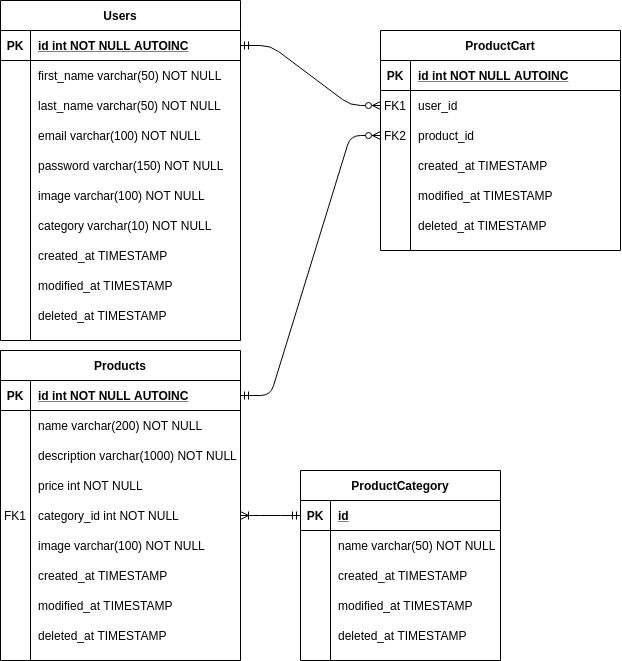 Users
PK id int NOT NULL AUTOINC
first_name varchar(50) NOT NULL
last_name varchar(50) NOT NULL
email varchar(100) NOT NULL
password varchar(150) NOT NULL
image varchar(100) NOT NULL
category varchar(10) NOT NULL
created_at TIMESTAMP
modified_at TIMESTAMP
deleted_at TIMESTAMP
ProductCart
PK id int NOT NULL AUTOINC
FK1 user_id
FK2 product_id
created_at TIMESTAMP
modified_at TIMESTAMP
deleted_at TIMESTAMP
Products
PK id int NOT NULL AUTOINC
name varchar(200) NOT NULL
description varchar(1000) NOT NULL
price int NOT NULL
FK1 category_id int NOT NULL
image varchar(100) NOT NULL
created_at TIMESTAMP
modified_at TIMESTAMP
deleted_at TIMESTAMP
ProductCategory
PK id
name varchar(50) NOT NULL
created_at TIMESTAMP
modified_at TIMESTAMP
deleted_at TIMESTAMP